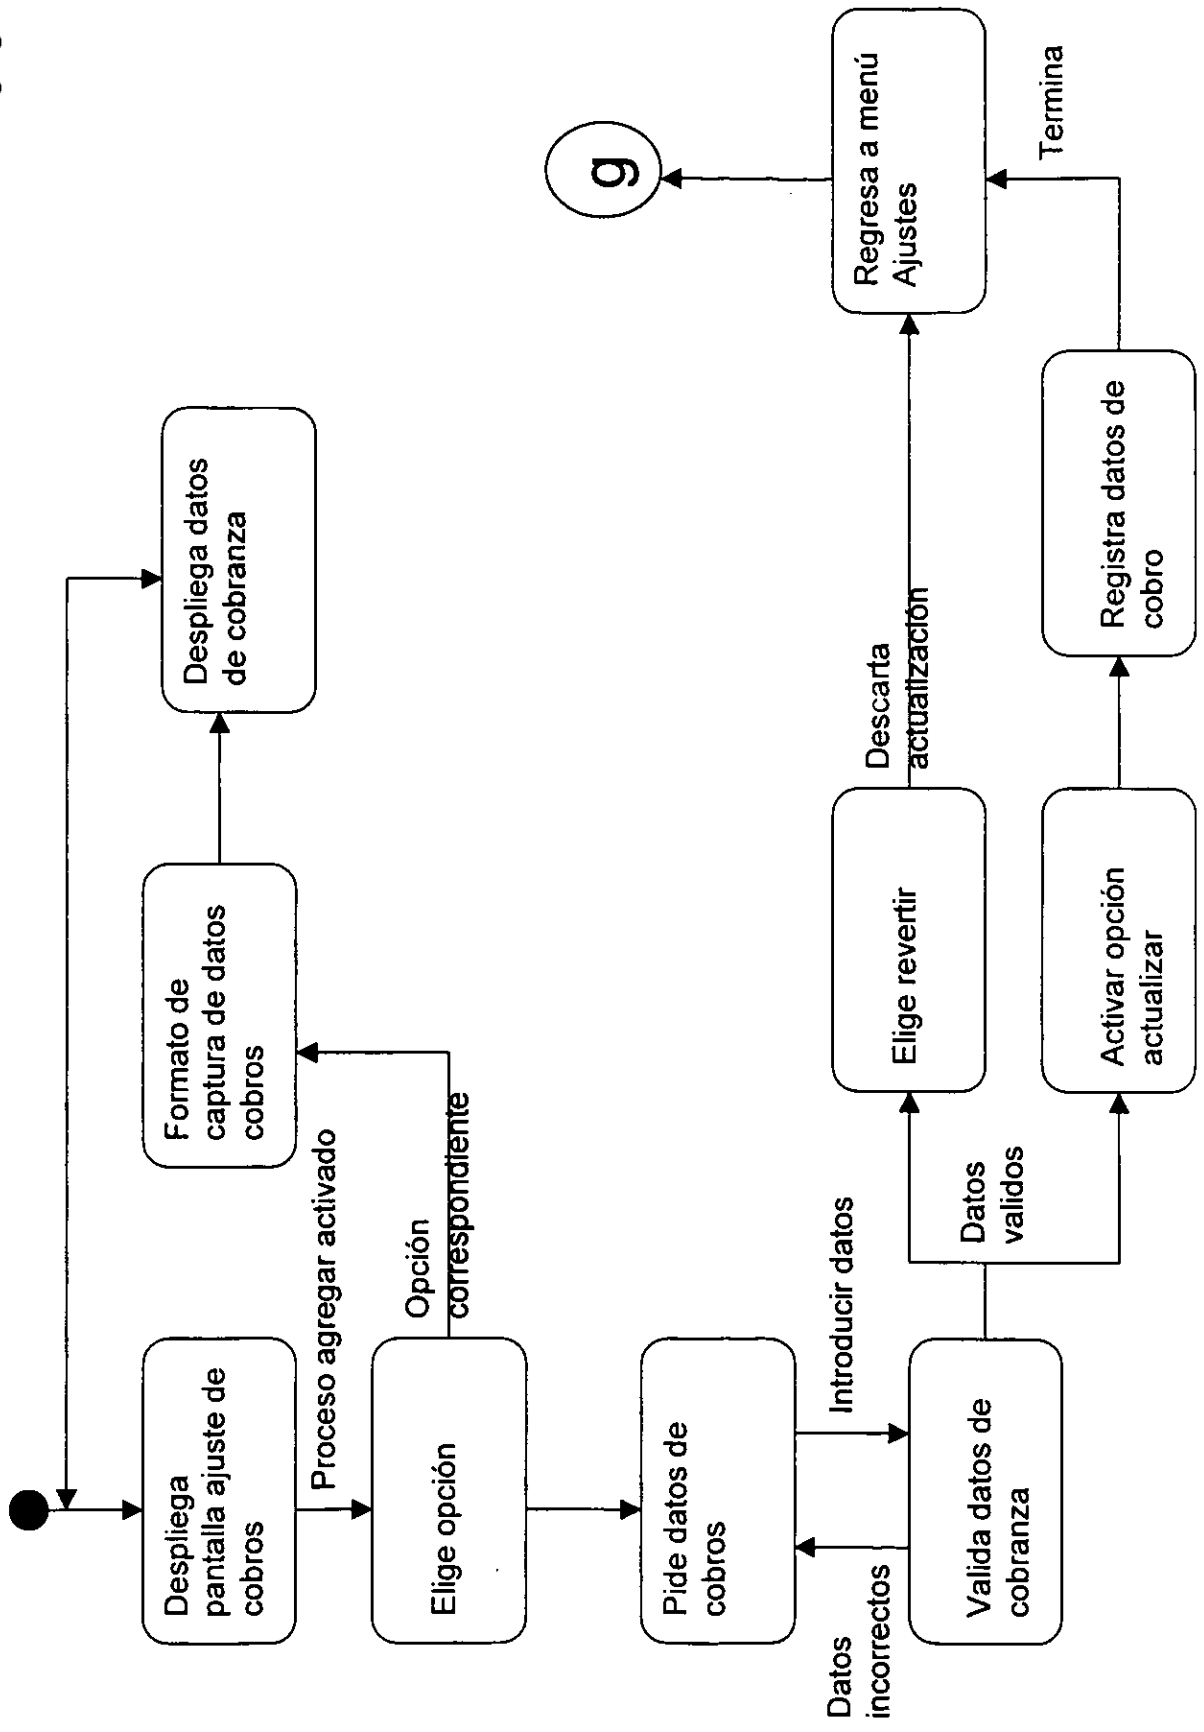 Despliega
pantalla ajuste de
cobros
Proceso agregar activado
Elige opción
Opción
correspondiente
Formato de
captura de datos
cobros
Despliega datos
de cobranza
Pide datos de
cobros
Introducir datos
Datos
incorrectos
Valida datos de
cobranza
Datos
validos
Elige revertir
Descarta
actualización
Activar opción
actualizar
Registra datos de
cobro
Termina
Regresa a menú
Ajustes
g